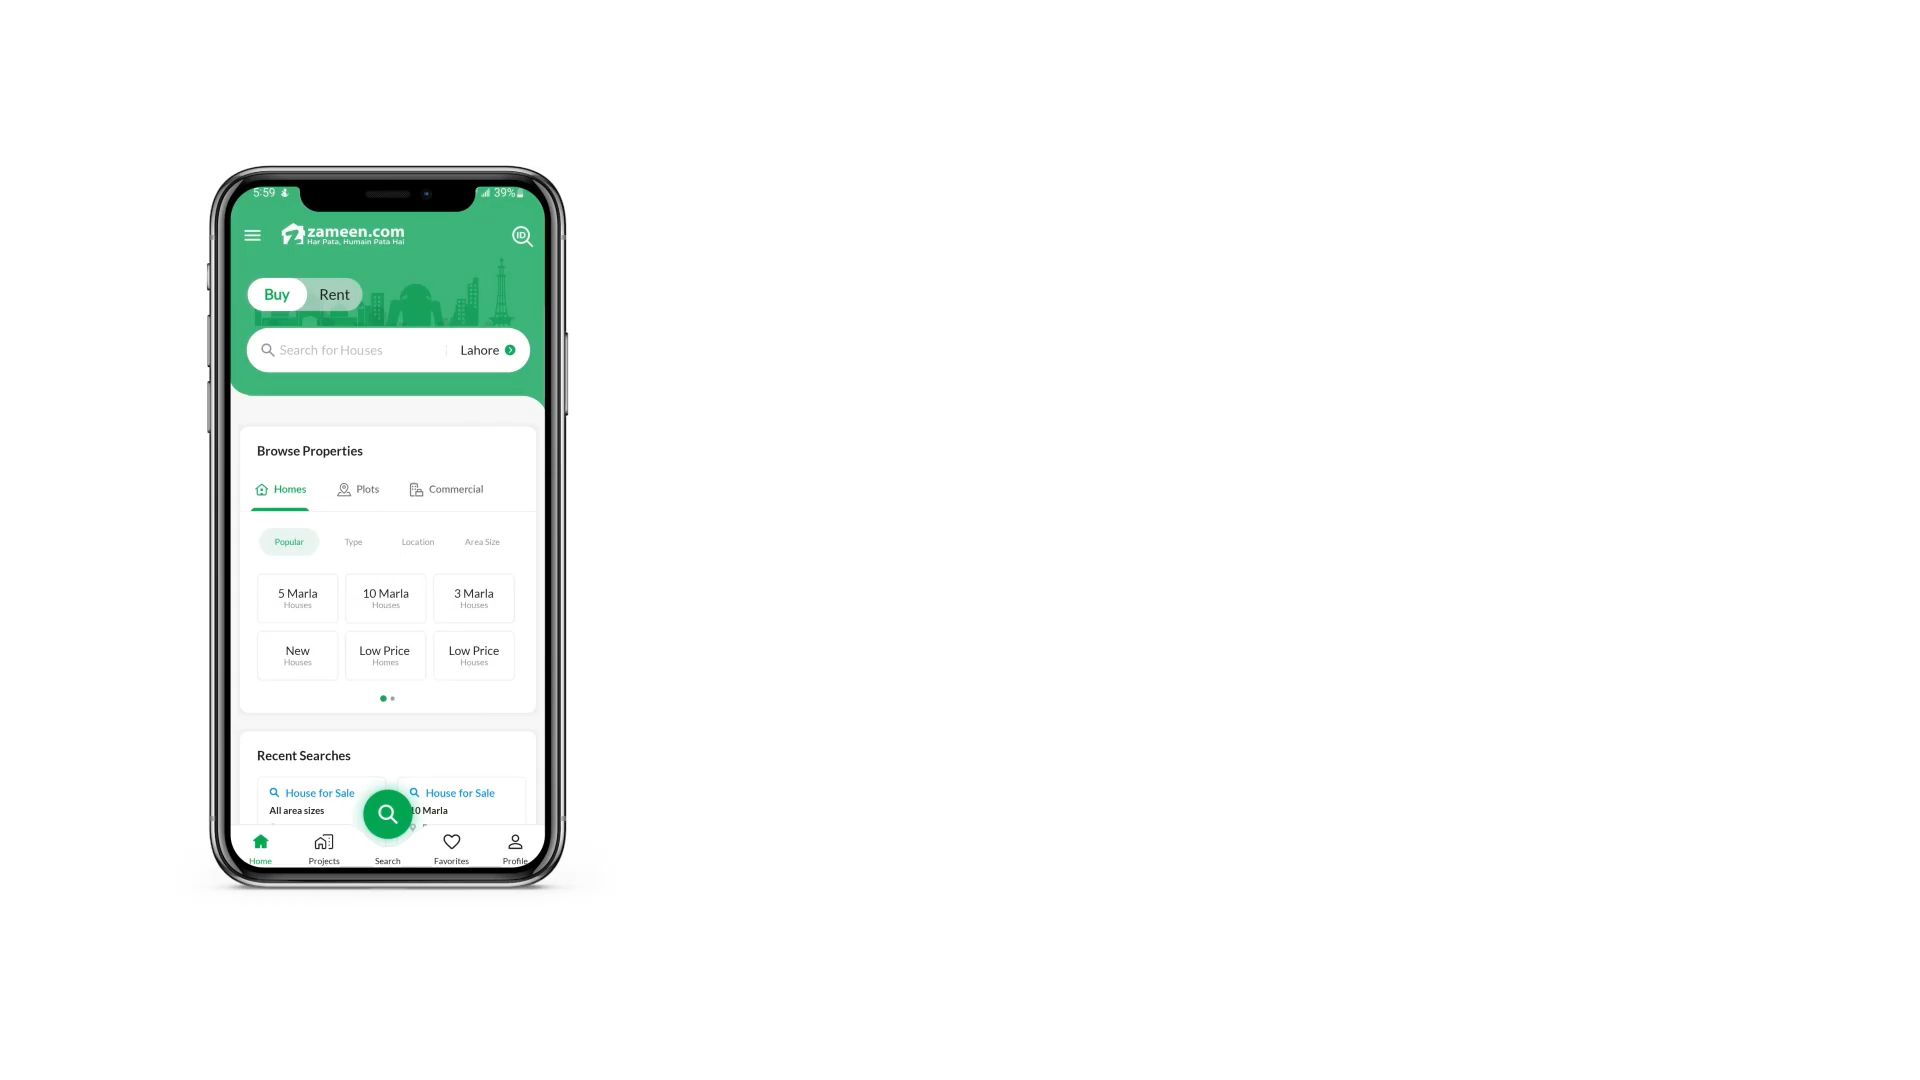 5:59
39%
zameen.com
Har Pata, Humain Pata Hai
ID
Buy Rent
Search for Houses Lahore
Browse Properties
Homes Plots Commercial
Popular Type Location Area Size
5 Marla 10 Marla 3 Marla
Houses Houses Houses
New Low Price Low Price
Houses Homes Houses
Recent Searches
House for Sale House for Sale
All area sizes 10 Marla
Home Projects Search Favorites Profile